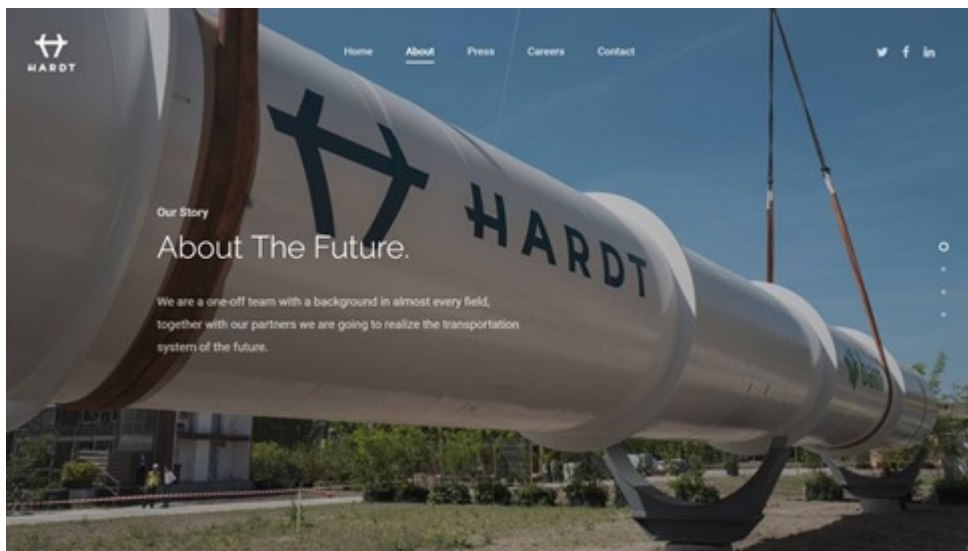 HARDT
Home About Press Careers Contact
HARDT
Our Story
About The Future.
We are a one-off team with a background in almost every field,
together with our partners we are going to realize the transportation
system of the future.